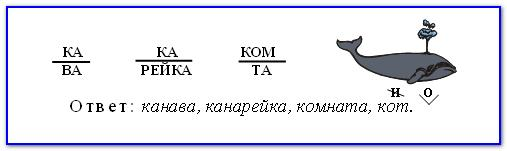 КА КА КОМ
ВА РЕЙКА ТА
и о
Ответ: канава, канарейка, комната, кот.